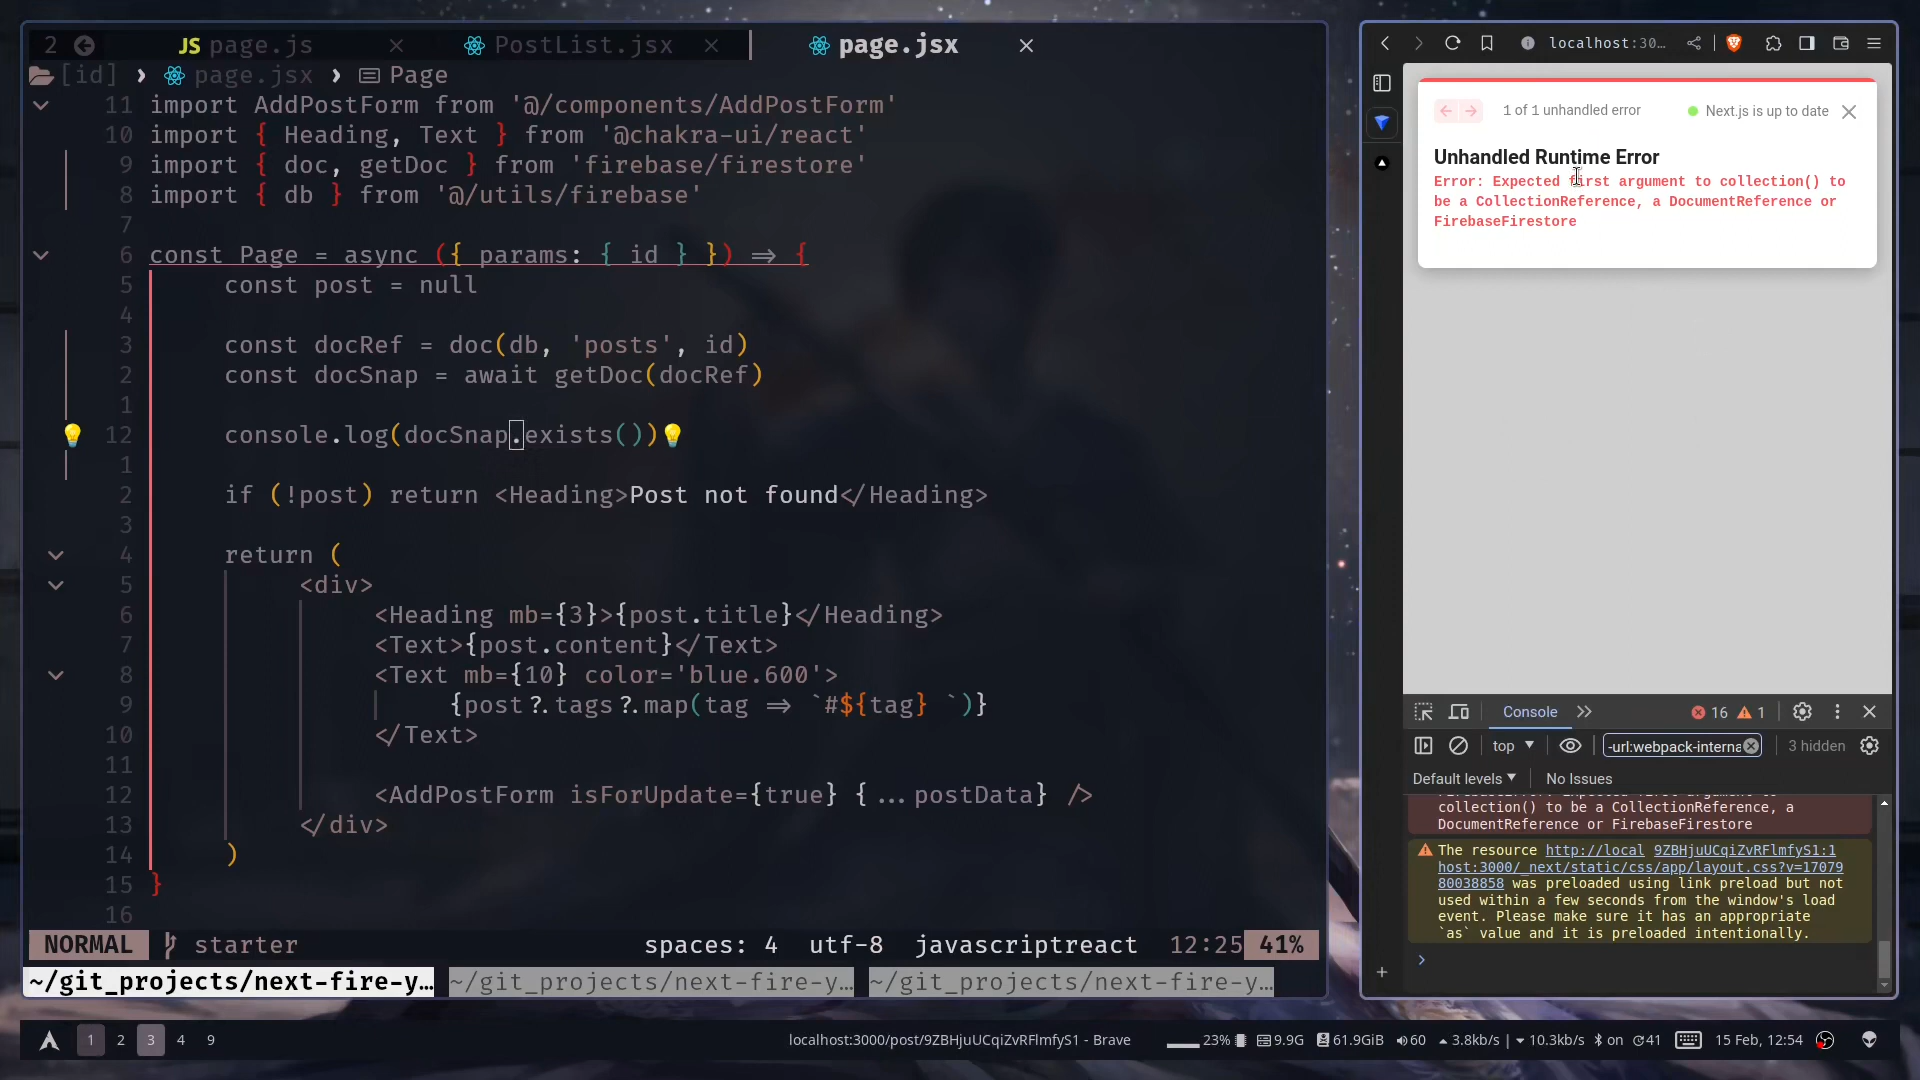 2 JS page.js PostList.jsx page.jsx
[id] › page.jsx › Page
11 import AddPostForm from '@/components/AddPostForm'
10 import { Heading, Text } from '@chakra-ui/react'
9 import { doc, getDoc } from 'firebase/firestore'
8 import { db } from '@/utils/firebase'
7
6 const Page = async ({ params: { id } }) => {
5 const post = null
4
3 const docRef = doc(db, 'posts', id)
2 const docSnap = await getDoc(docRef)
1
12 console.log(docSnap.exists())
1
2 if (!post) return <Heading>Post not found</Heading>
3
4 return (
5 <div>
6 <Heading mb={3}>{post.title}</Heading>
7 <Text>{post.content}</Text>
8 <Text mb={10} color='blue.600'>
9 {post?.tags?.map(tag => `#${tag} `)}
10 </Text>
11
12 <AddPostForm isForUpdate={true} {...postData} />
13 </div>
14 )
15 }
16
NORMAL starter spaces: 4 utf-8 javascriptreact 12:25 41%
~/git_projects/next-fire-y… ~/git_projects/next-fire-y… ~/git_projects/next-fire-y…
localhost:30…
1 of 1 unhandled error Next.js is up to date
Unhandled Runtime Error
Error: Expected first argument to collection() to
be a CollectionReference, a DocumentReference or
FirebaseFirestore
Console 16 1
top -url:webpack-interna 3 hidden
Default levels No Issues
collection() to be a CollectionReference, a
DocumentReference or FirebaseFirestore
The resource http://local 9ZBHjuUCqiZvRFlmfyS1:1
host:3000/_next/static/css/app/layout.css?v=17079
80038858 was preloaded using link preload but not
used within a few seconds from the window's load
event. Please make sure it has an appropriate
`as` value and it is preloaded intentionally.
1 2 3 4 9 localhost:3000/post/9ZBHjuUCqiZvRFlmfyS1 - Brave 23% 9.9G 61.9GiB 60 3.8kb/s | 10.3kb/s on 41 15 Feb, 12:54